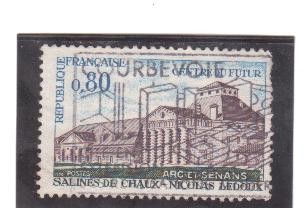 REPUBLIQUE FRANÇAISE
COURBEVOIE
0,80
CENTRE DU FUTUR
POSTES
ARC-ET-SENANS
SALINES DE CHAUX-NICOLAS LEDOUX